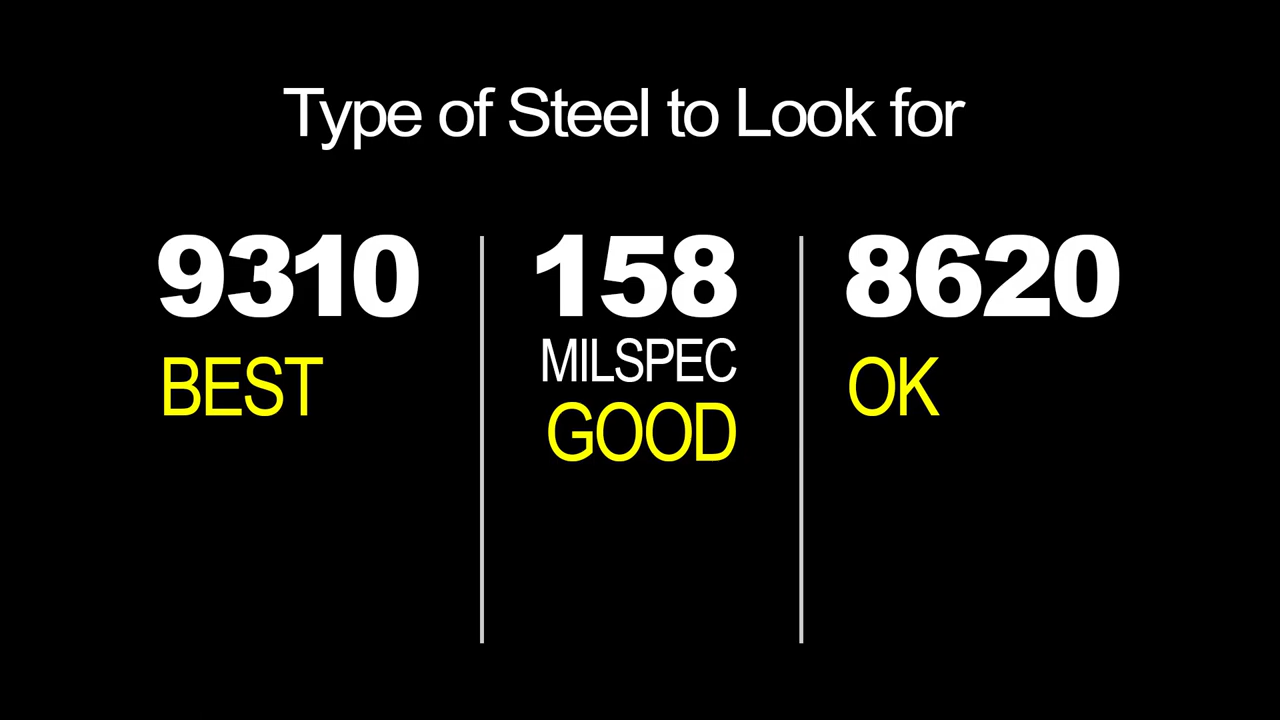 Type of Steel to Look for
9310
BEST
158
MILSPEC
GOOD
8620
OK